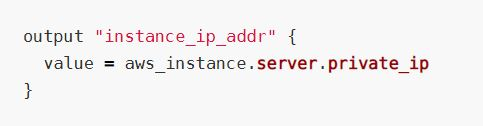 output "instance_ip_addr" {
  value = aws_instance.server.private_ip
}